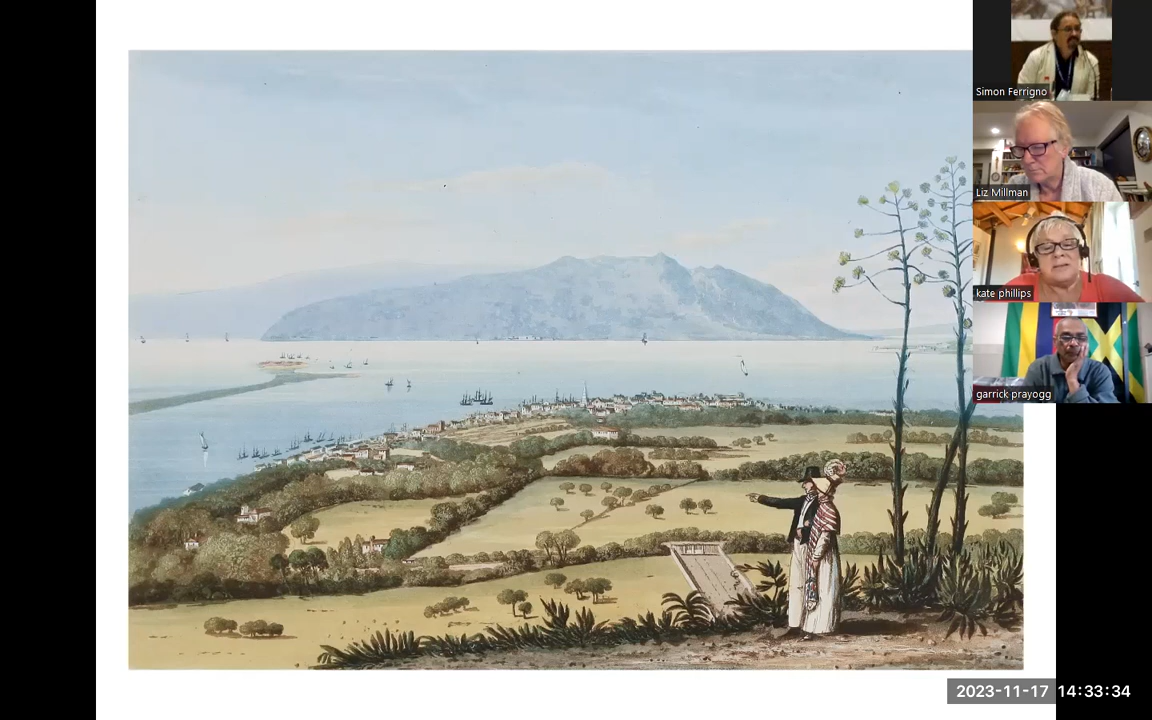 Simon Ferrigno
Liz Millman
kate phillips
garrick prayogg
2023-11-17 14:33:34